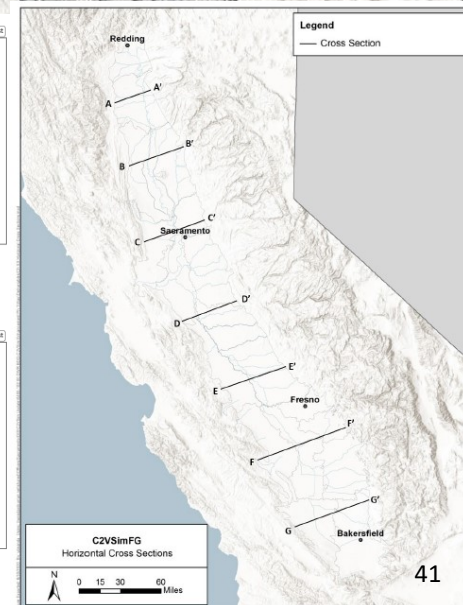 Legend
Cross Section
Redding
A A'
B B'
C'
Sacramento
C
D D'
E E'
Fresno
F F'
G G'
Bakersfield
C2VSimFG
Horizontal Cross Sections
N
0 15 30 60
Miles
41